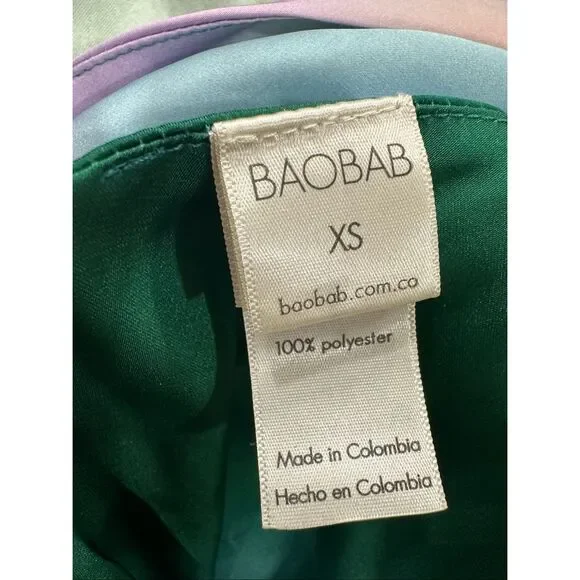 BAOBAB
XS
baobab.com.co
100% polyester
Made in Colombia
Hecho en Colombia